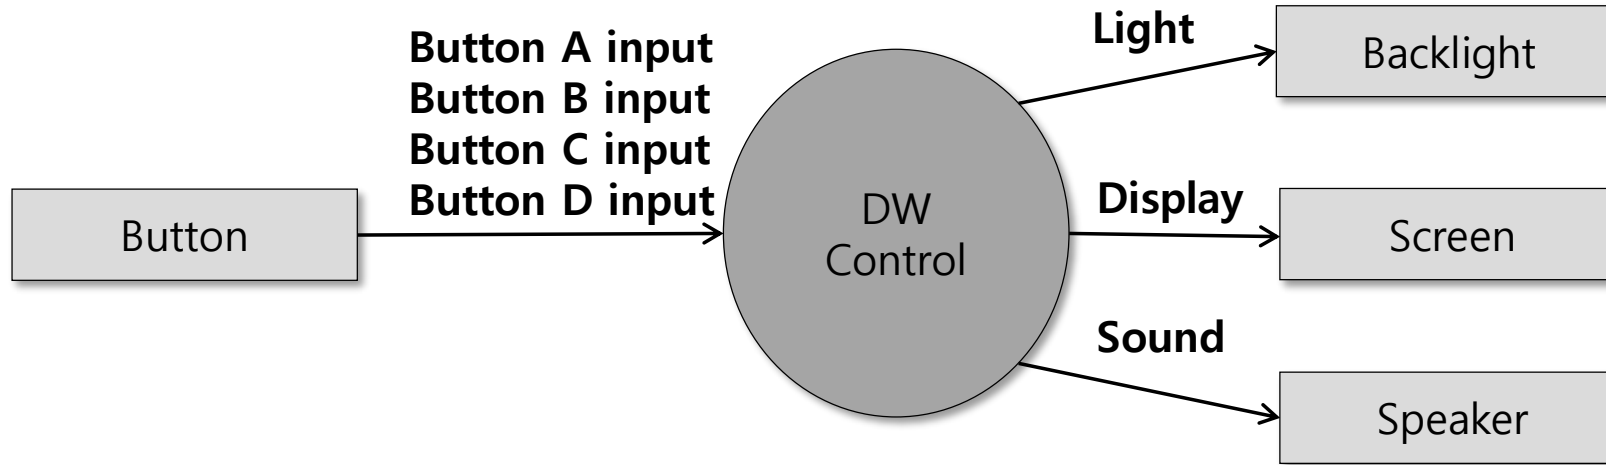 Button A input
Button B input
Button C input
Button D input
Button
DW
Control
Light
Backlight
Display
Screen
Sound
Speaker